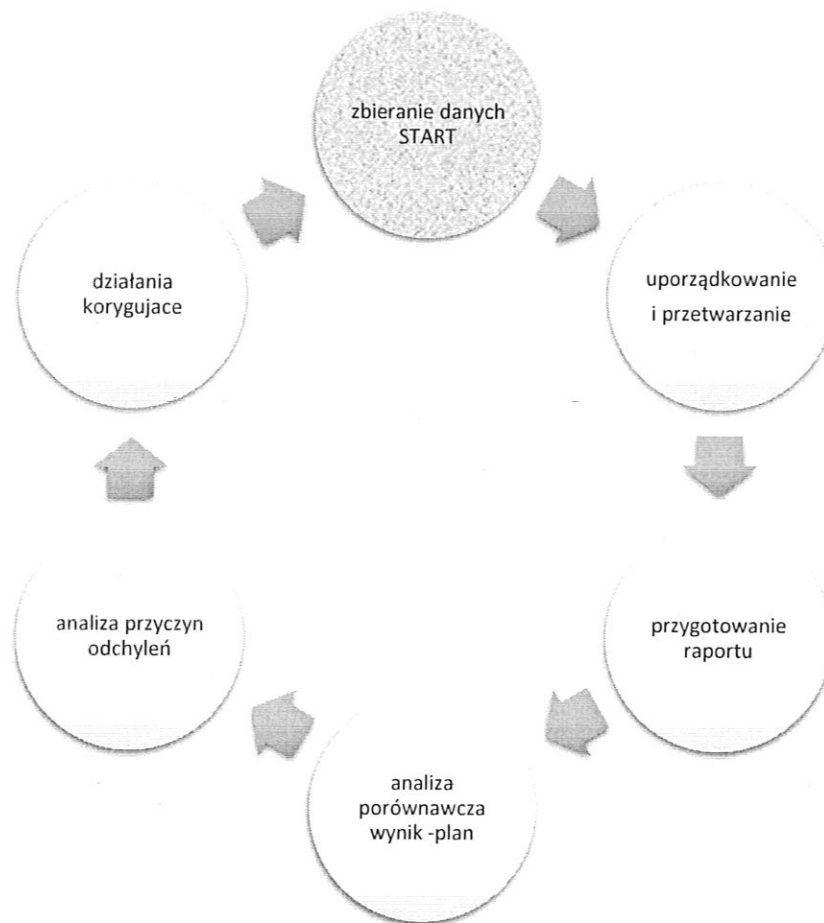 zbieranie danych
START
uporządkowanie
i przetwarzanie
przygotowanie
raportu
analiza
porównawcza
wynik -plan
analiza przyczyn
odchyleń
działania
korygujace